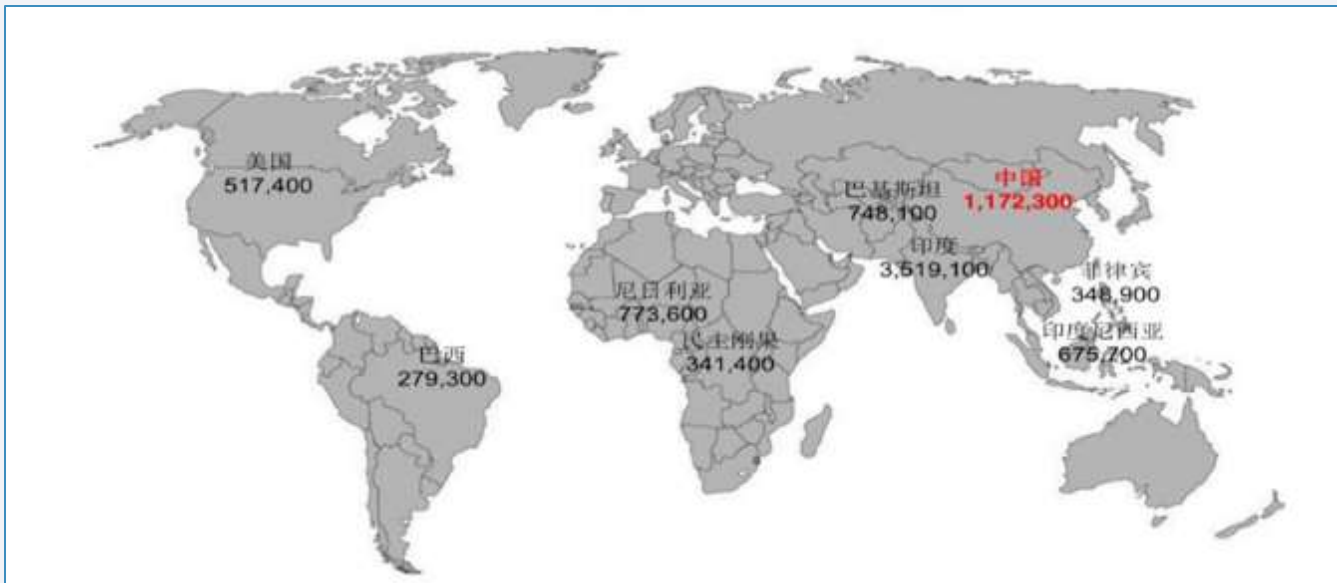 美国
517,400
中国
1,172,300
巴基斯坦
748,100
印度
3,519,100
菲律宾
348,900
尼日利亚
773,600
印度尼西亚
675,700
民主刚果
341,400
巴西
279,300